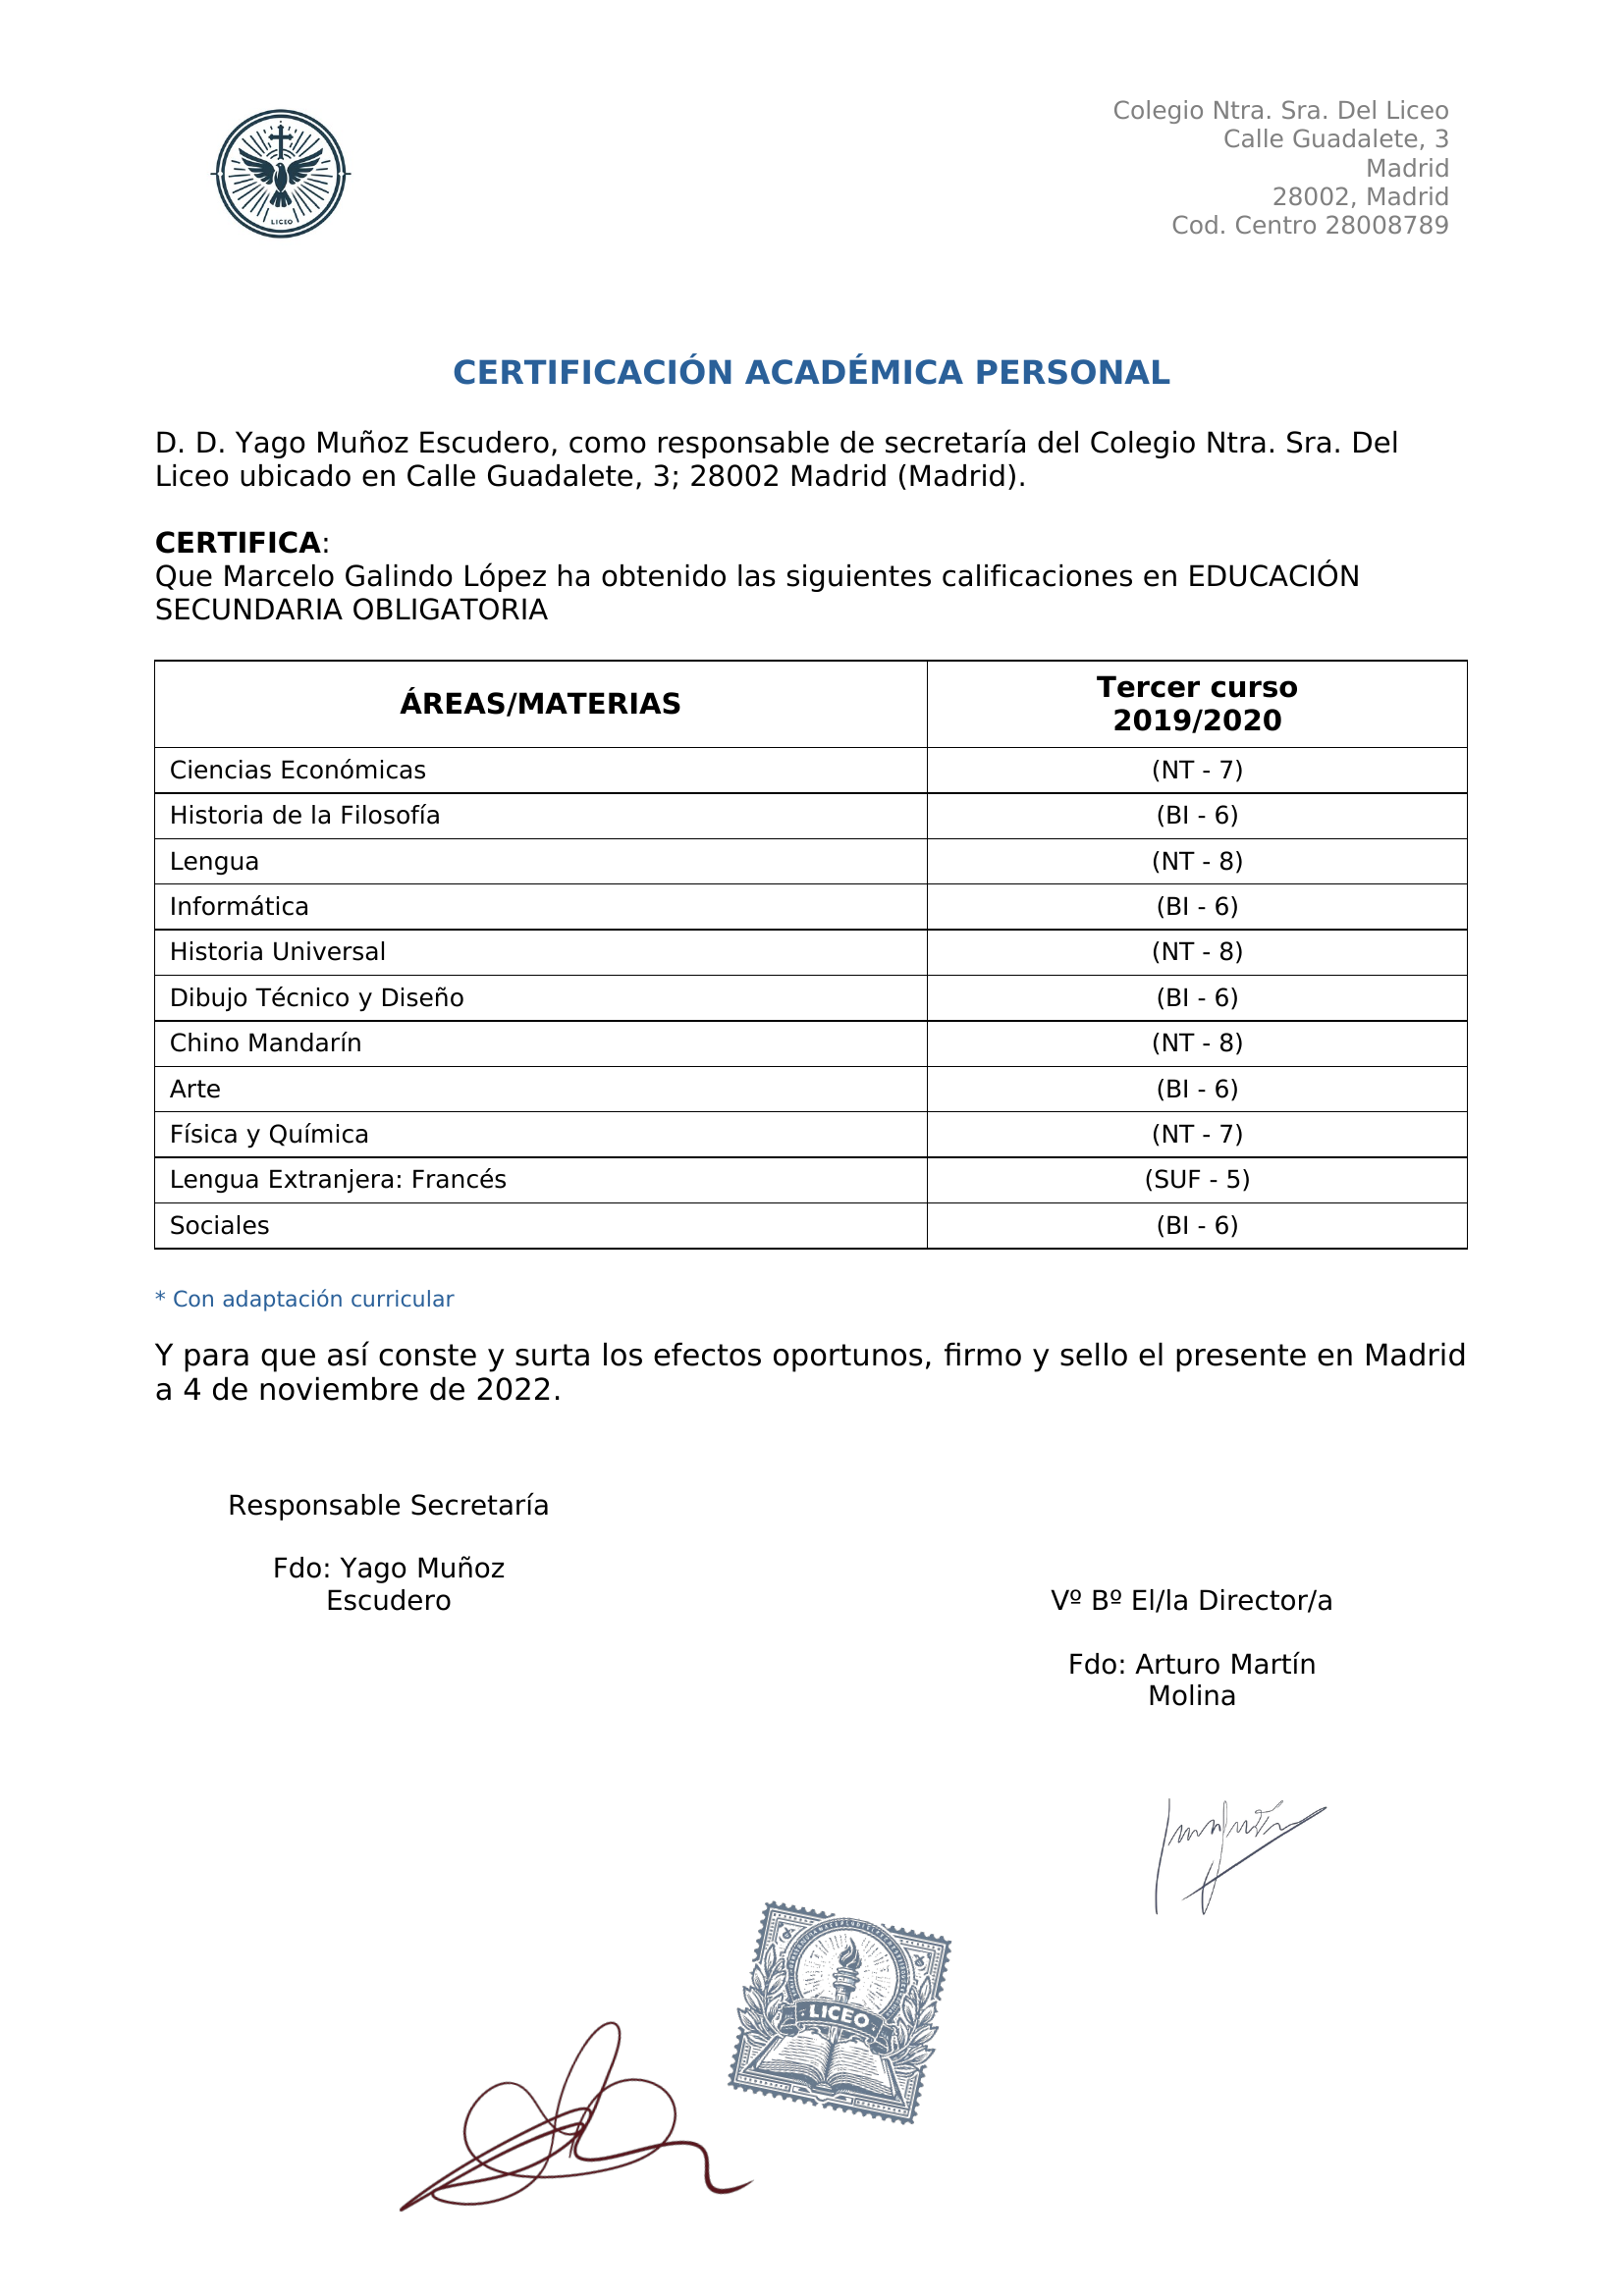 LICEO
Colegio Ntra. Sra. Del Liceo
Calle Guadalete, 3
Madrid
28002, Madrid
Cod. Centro 28008789
CERTIFICACIÓN ACADÉMICA PERSONAL
D. D. Yago Muñoz Escudero, como responsable de secretaría del Colegio Ntra. Sra. Del
Liceo ubicado en Calle Guadalete, 3; 28002 Madrid (Madrid).
CERTIFICA:
Que Marcelo Galindo López ha obtenido las siguientes calificaciones en EDUCACIÓN
SECUNDARIA OBLIGATORIA
ÁREAS/MATERIAS
Tercer curso
2019/2020
Ciencias Económicas (NT - 7)
Historia de la Filosofía (BI - 6)
Lengua (NT - 8)
Informática (BI - 6)
Historia Universal (NT - 8)
Dibujo Técnico y Diseño (BI - 6)
Chino Mandarín (NT - 8)
Arte (BI - 6)
Física y Química (NT - 7)
Lengua Extranjera: Francés (SUF - 5)
Sociales (BI - 6)
* Con adaptación curricular
Y para que así conste y surta los efectos oportunos, firmo y sello el presente en Madrid
a 4 de noviembre de 2022.
Responsable Secretaría
Fdo: Yago Muñoz
Escudero
Vº Bº El/la Director/a
Fdo: Arturo Martín
Molina
LICEO